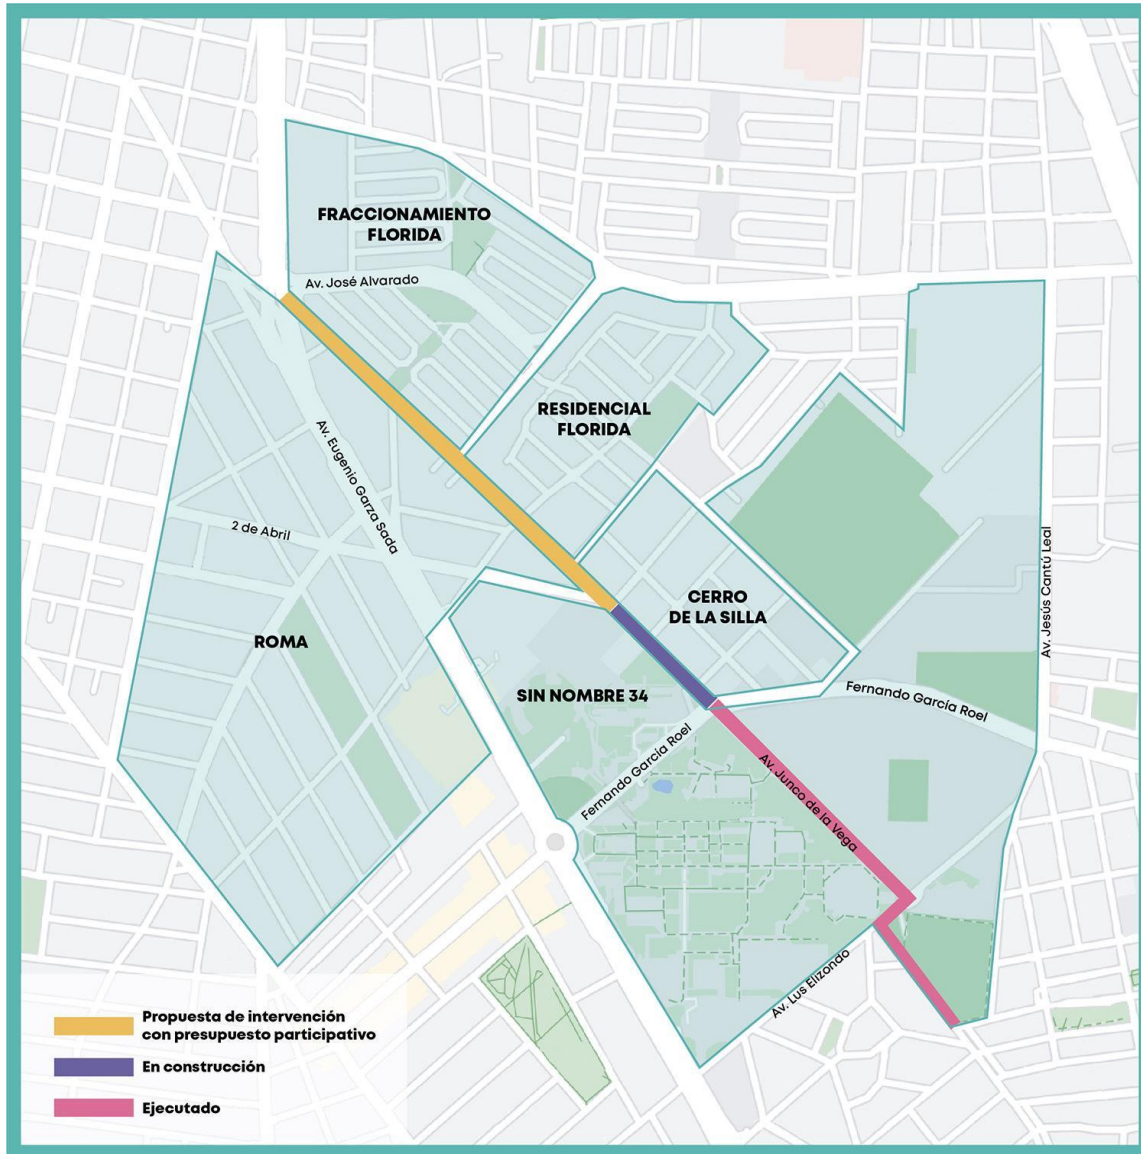 FRACCIONAMIENTO
FLORIDA
Av. José Alvarado
RESIDENCIAL
FLORIDA
Av. Eugenio Garza Sada
2 de Abril
Av. Jesús Cantú Leal
CERRO
DE LA SILLA
ROMA
SIN NOMBRE 34
Fernando García Roel
Fernando García Roel
Av. Junco de la Vega
Av. Lus Elizondo
Propuesta de intervención
con presupuesto participativo
En construcción
Ejecutado